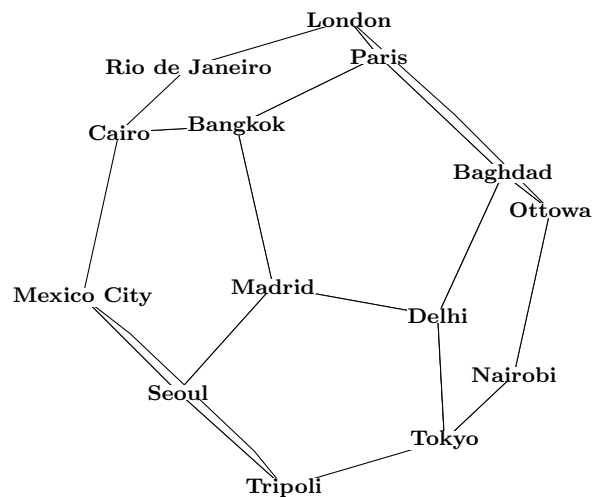 London
Paris
Rio de Janeiro
Bangkok
Cairo
Baghdad
Ottowa
Madrid
Mexico City
Delhi
Nairobi
Seoul
Tokyo
Tripoli